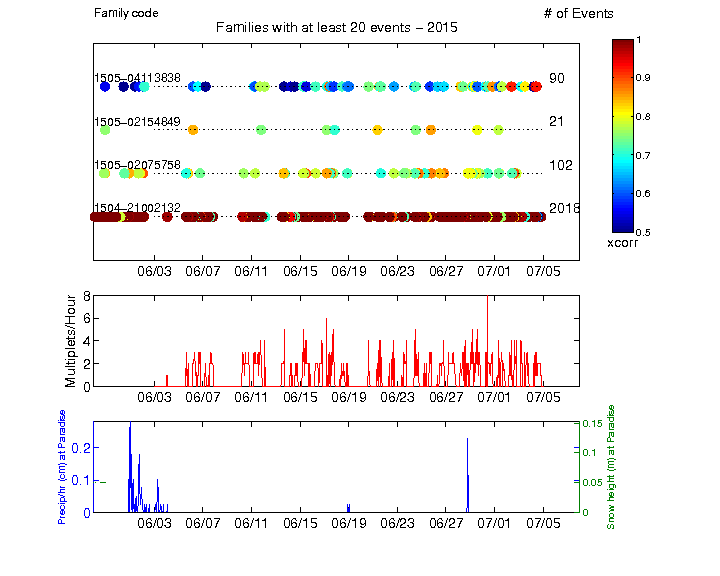 Family code
# of Events
Families with at least 20 events – 2015
1505–04113838
90
1505–02154849
21
1505–02075758
102
1504–21002132
2018
1
0.9
0.8
0.7
0.6
0.5
xcorr
06/03 06/07 06/11 06/15 06/19 06/23 06/27 07/01 07/05
Multiplets/Hour
8
6
4
2
0
06/03 06/07 06/11 06/15 06/19 06/23 06/27 07/01 07/05
Precip/hr (cm) at Paradise
0.2
0.1
0
0.15
0.1
0.05
0
Snow height (m) at Paradise
06/03 06/07 06/11 06/15 06/19 06/23 06/27 07/01 07/05